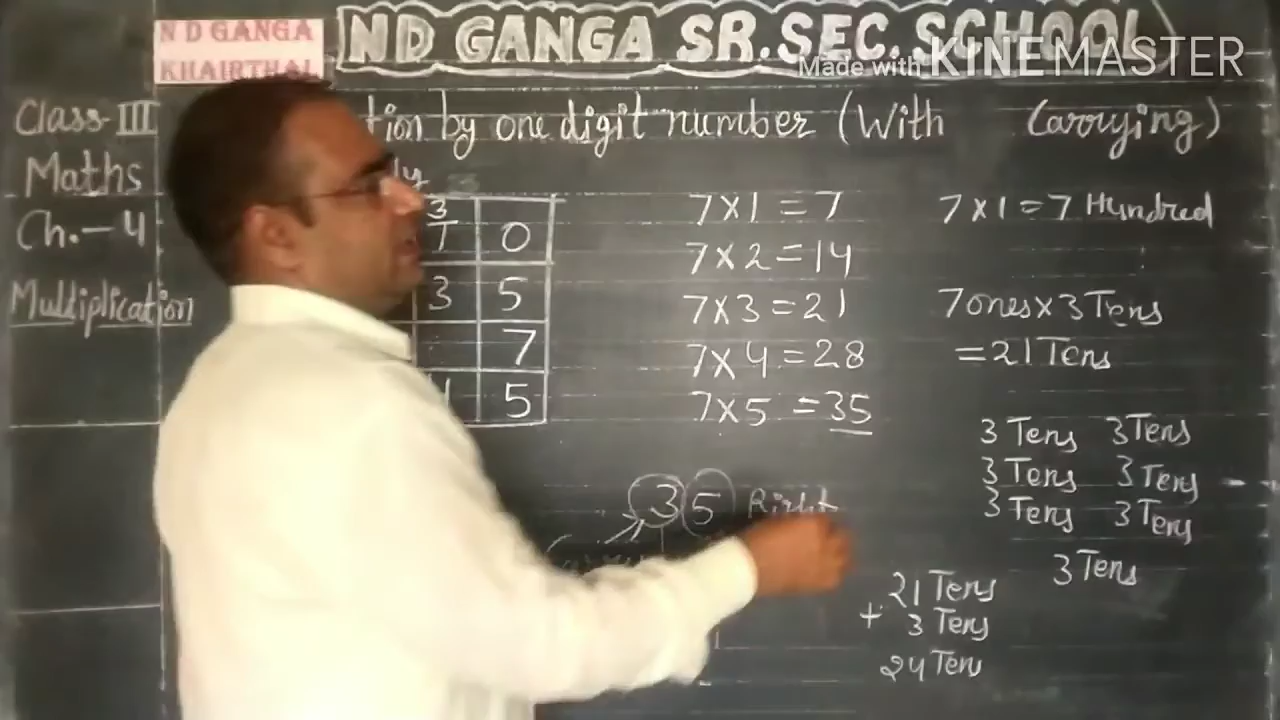 N D GANGA
KHAIRTHAL
N D GANGA SR. SEC. SCHOOL
Made with KINEMASTER
Class-III
tion by one digit number (With Carrying)
Maths
Ch.-4
Multiplication
3
T O
3 5
7
1 5
7x1 = 7
7x2 = 14
7x3 = 21
7x4 = 28
7x5 = 35
7x1 = 7 Hundred
7 ones x 3 Tens
= 21 Tens
3 Tens 3 Tens
3 Tens 3 Tens
3 Tens 3 Tens
3 Tens
3 5 Right
21 Tens
+ 3 Tens
24 Tens